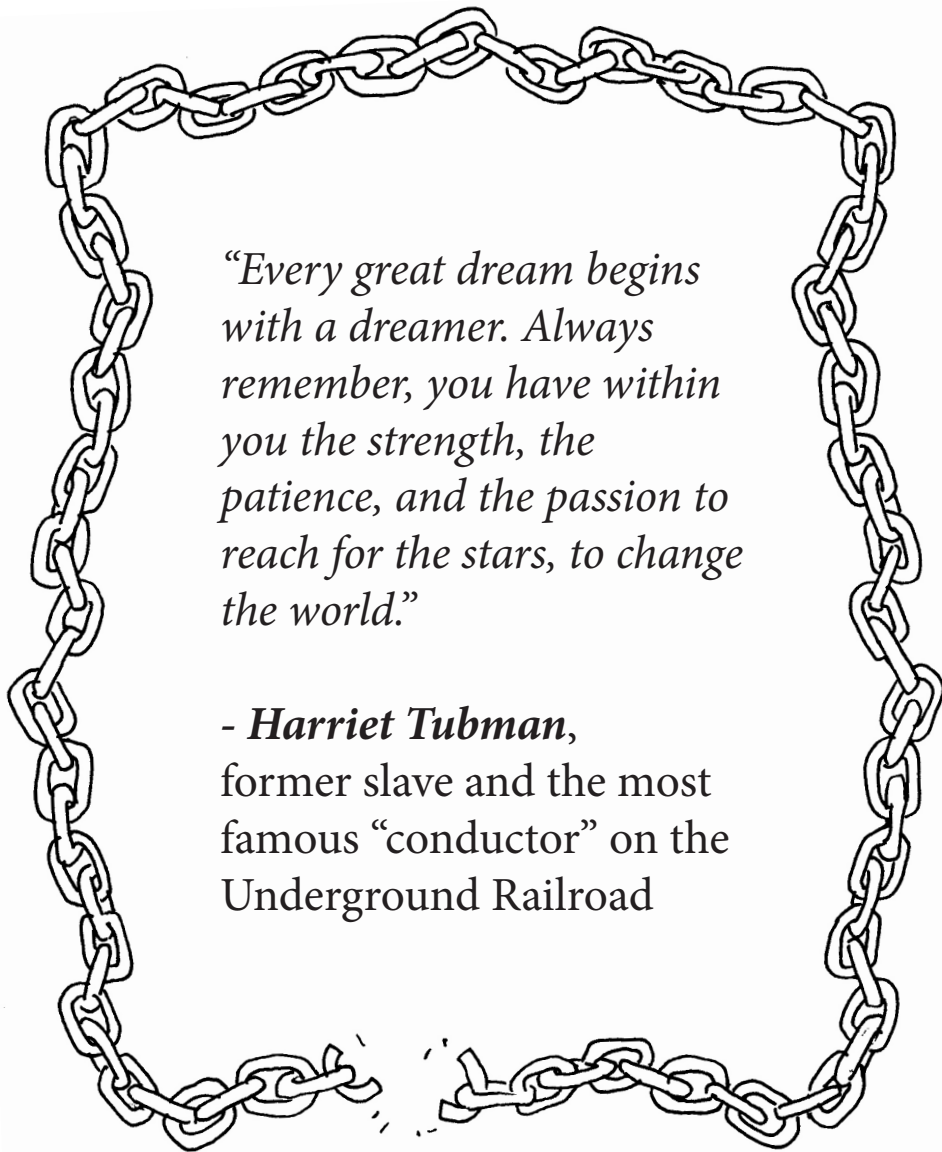 “Every great dream begins
with a dreamer. Always
remember, you have within
you the strength, the
patience, and the passion to
reach for the stars, to change
the world.”
- Harriet Tubman,
former slave and the most
famous “conductor” on the
Underground Railroad